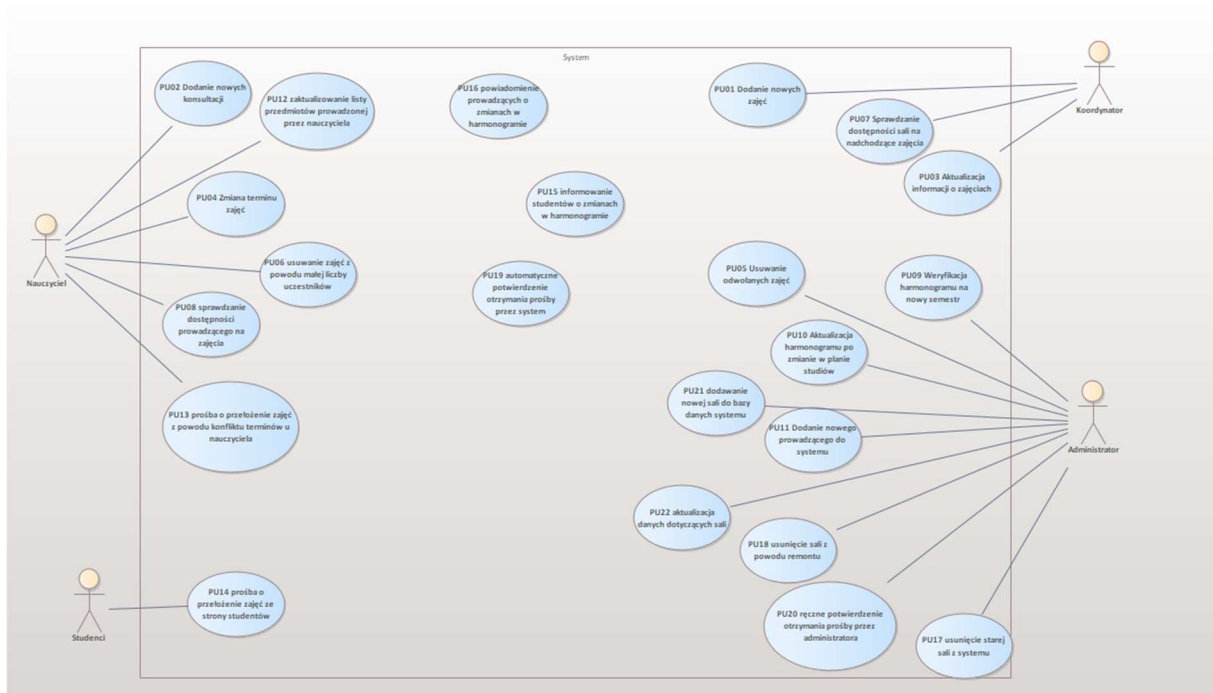 System
PU02 Dodanie nowych
konsultacji
PU12 zaktualizowanie listy
przedmiotów prowadzonej
przez nauczyciela
PU16 powiadomienie
prowadzących o
zmianach w
harmonogramie
PU01 Dodanie nowych
zajęć
Koordynator
PU07 Sprawdzanie
dostępności sali na
nadchodzące zajęcia
PU03 Aktualizacja
informacji o zajęciach
PU04 Zmiana terminu
zajęć
PU15 informowanie
studentów o zmianach
w harmonogramie
Nauczyciel
PU06 usuwanie zajęć z
powodu małej liczby
uczestników
PU19 automatyczne
potwierdzenie
otrzymania prośby
przez system
PU05 Usuwanie
odwołanych zajęć
PU09 Weryfikacja
harmonogramu na
nowy semestr
PU08 sprawdzanie
dostępności
prowadzącego na
zajęcia
PU10 Aktualizacja
harmonogramu po
zmianie w planie
studiów
PU21 dodawanie
nowej sali do bazy
danych systemu
PU13 prośba o przełożenie zajęć
z powodu konfliktu terminów u
nauczyciela
PU11 Dodanie nowego
prowadzącego do
systemu
Administrator
PU22 aktualizacja
danych dotyczących sali
PU18 usunięcie sali z
powodu remontu
PU14 prośba o
przełożenie zajęć ze
strony studentów
Studenci
PU20 ręczne potwierdzenie
otrzymania prośby przez
administratora
PU17 usunięcie starej
sali z systemu